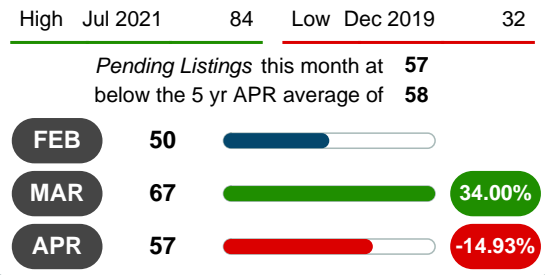 High Jul 2021 84 Low Dec 2019 32
Pending Listings this month at 57
below the 5 yr APR average of 58
FEB 50
MAR 67 34.00%
APR 57 -14.93%